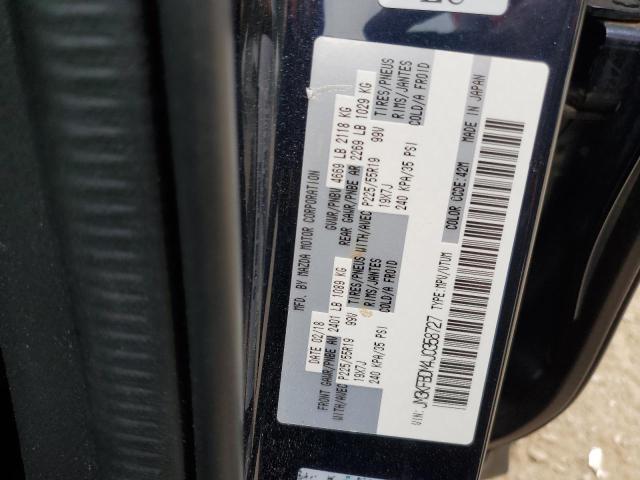 MFD. BY MAZDA MOTOR CORPORATION
DATE 02/18 GVWR/PNBV 4669 LB 2118 KG
FRONT GAWR/PNBE AV 2401 LB 1089 KG REAR GAWR/PNBE AR 2269 LB 1029 KG
WITH/AVEC P225/55R19 99V TIRES/PNEUS WITH/AVEC P225/55R19 99V TIRES/PNEUS
19X7J RIMS/JANTES 19X7J RIMS/JANTES
240 KPA/35 PSI COLD/A FROID 240 KPA/35 PSI COLD/A FROID
VIN: JM3KFBDM4J0358727 TYPE:MPV/VTUM
COLOR CODE:42M MADE IN JAPAN